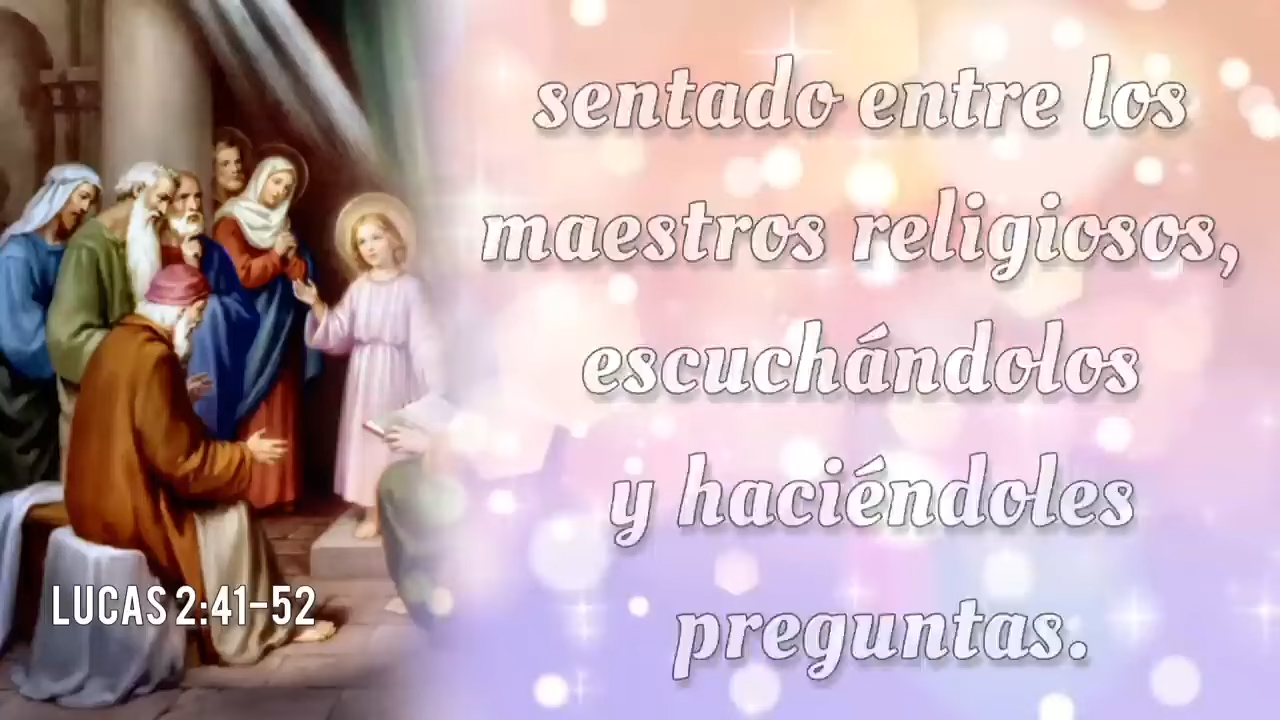 sentado entre los
maestros religiosos,
escuchándolos
y haciéndoles
preguntas.
LUCAS 2:41-52